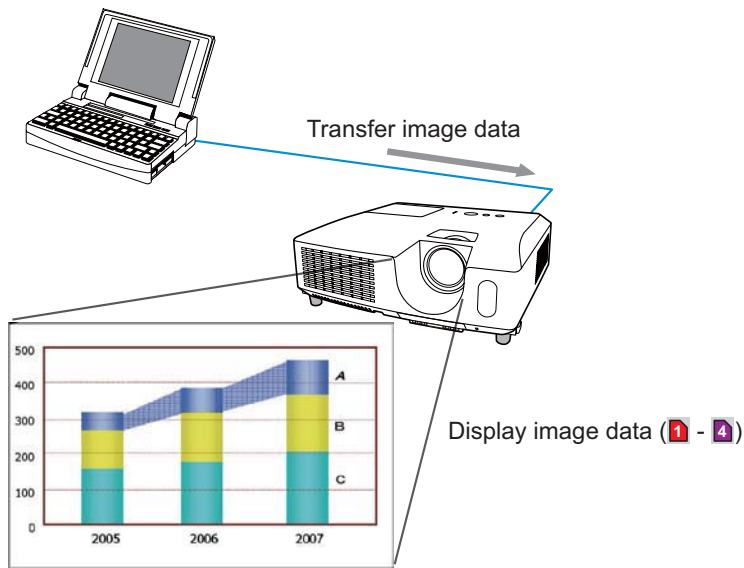 Transfer image data
500
400
300
200
100
0
A
B
C
2005 2006 2007
Display image data (1 - 4)